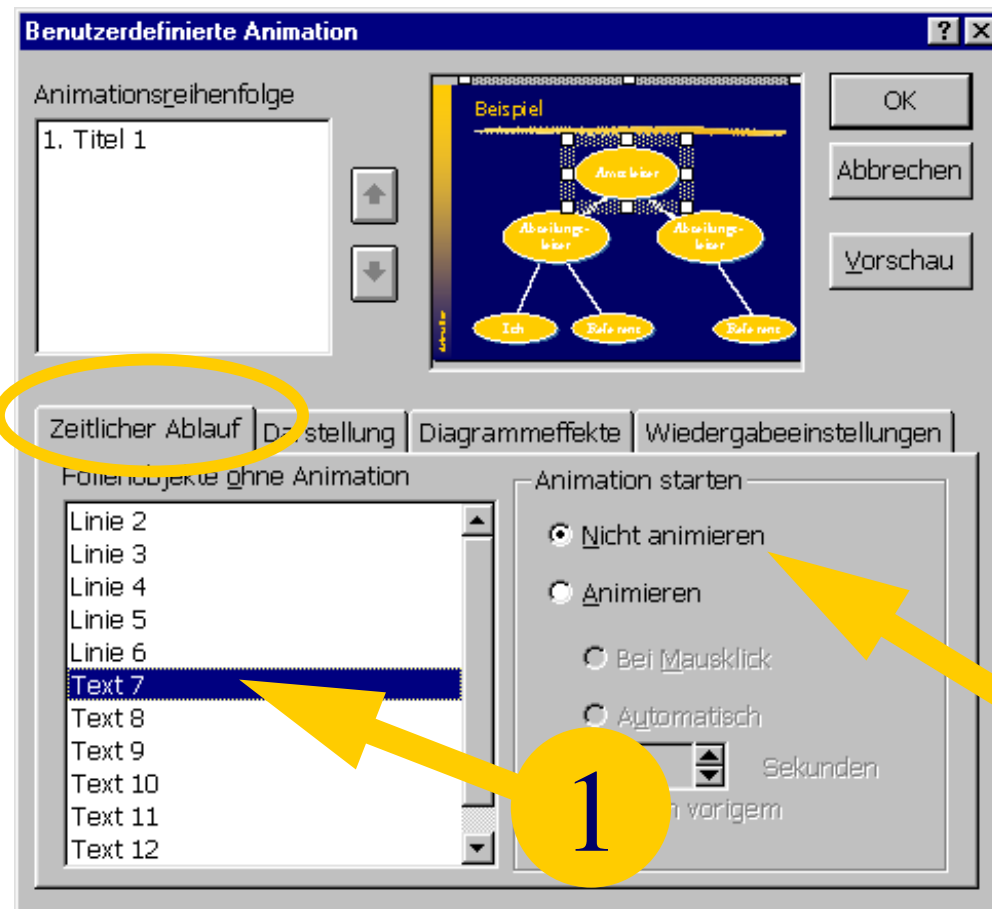 Benutzerdefinierte Animation
Animationsreihenfolge
1. Titel 1
Beispiel
Ich
OK
Abbrechen
Vorschau
Zeitlicher Ablauf
Darstellung
Diagrammeffekte
Wiedergabeeinstellungen
Folienobjekte ohne Animation
Linie 2
Linie 3
Linie 4
Linie 5
Linie 6
Text 7
Text 8
Text 9
Text 10
Text 11
Text 12
Animation starten
Nicht animieren
Animieren
Bei Mausklick
Automatisch
Sekunden
vorigem
1